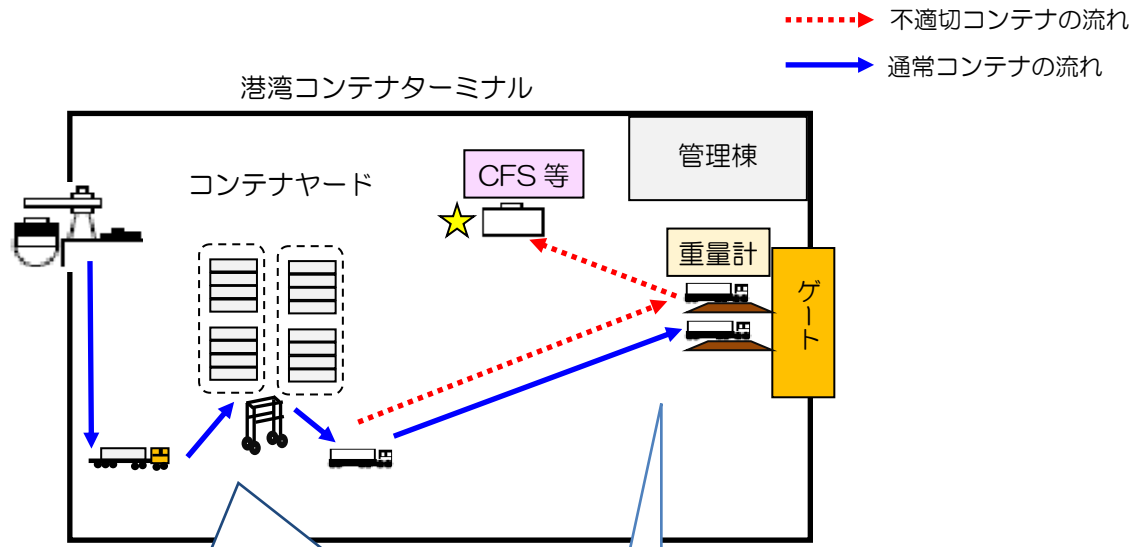 不適切コンテナの流れ
通常コンテナの流れ
港湾コンテナターミナル
管理棟
CFS 等
コンテナヤード
重量計
ゲート